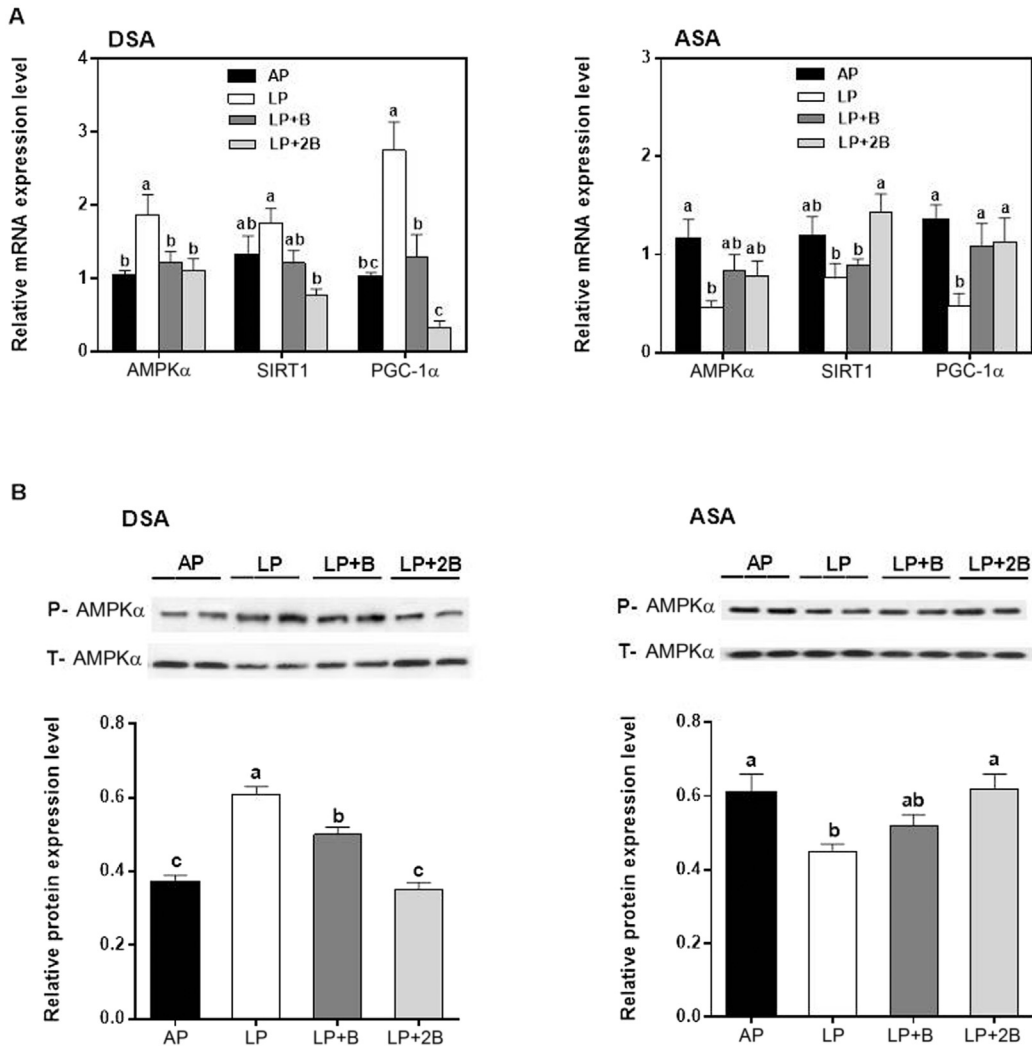 A
DSA
Relative mRNA expression level
4
3
2
1
0
AP
LP
LP+B
LP+2B
b a b b
ab a ab b
bc a b c
AMPKα SIRT1 PGC-1α
ASA
Relative mRNA expression level
3
2
1
0
AP
LP
LP+B
LP+2B
a b ab ab
ab b b a
a b a a
AMPKα SIRT1 PGC-1α
B
DSA
AP LP LP+B LP+2B
P- AMPKα
T- AMPKα
Relative protein expression level
0.8
0.6
0.4
0.2
0.0
c a b c
AP LP LP+B LP+2B
ASA
AP LP LP+B LP+2B
P- AMPKα
T- AMPKα
Relative protein expression level
0.8
0.6
0.4
0.2
0.0
a b ab a
AP LP LP+B LP+2B